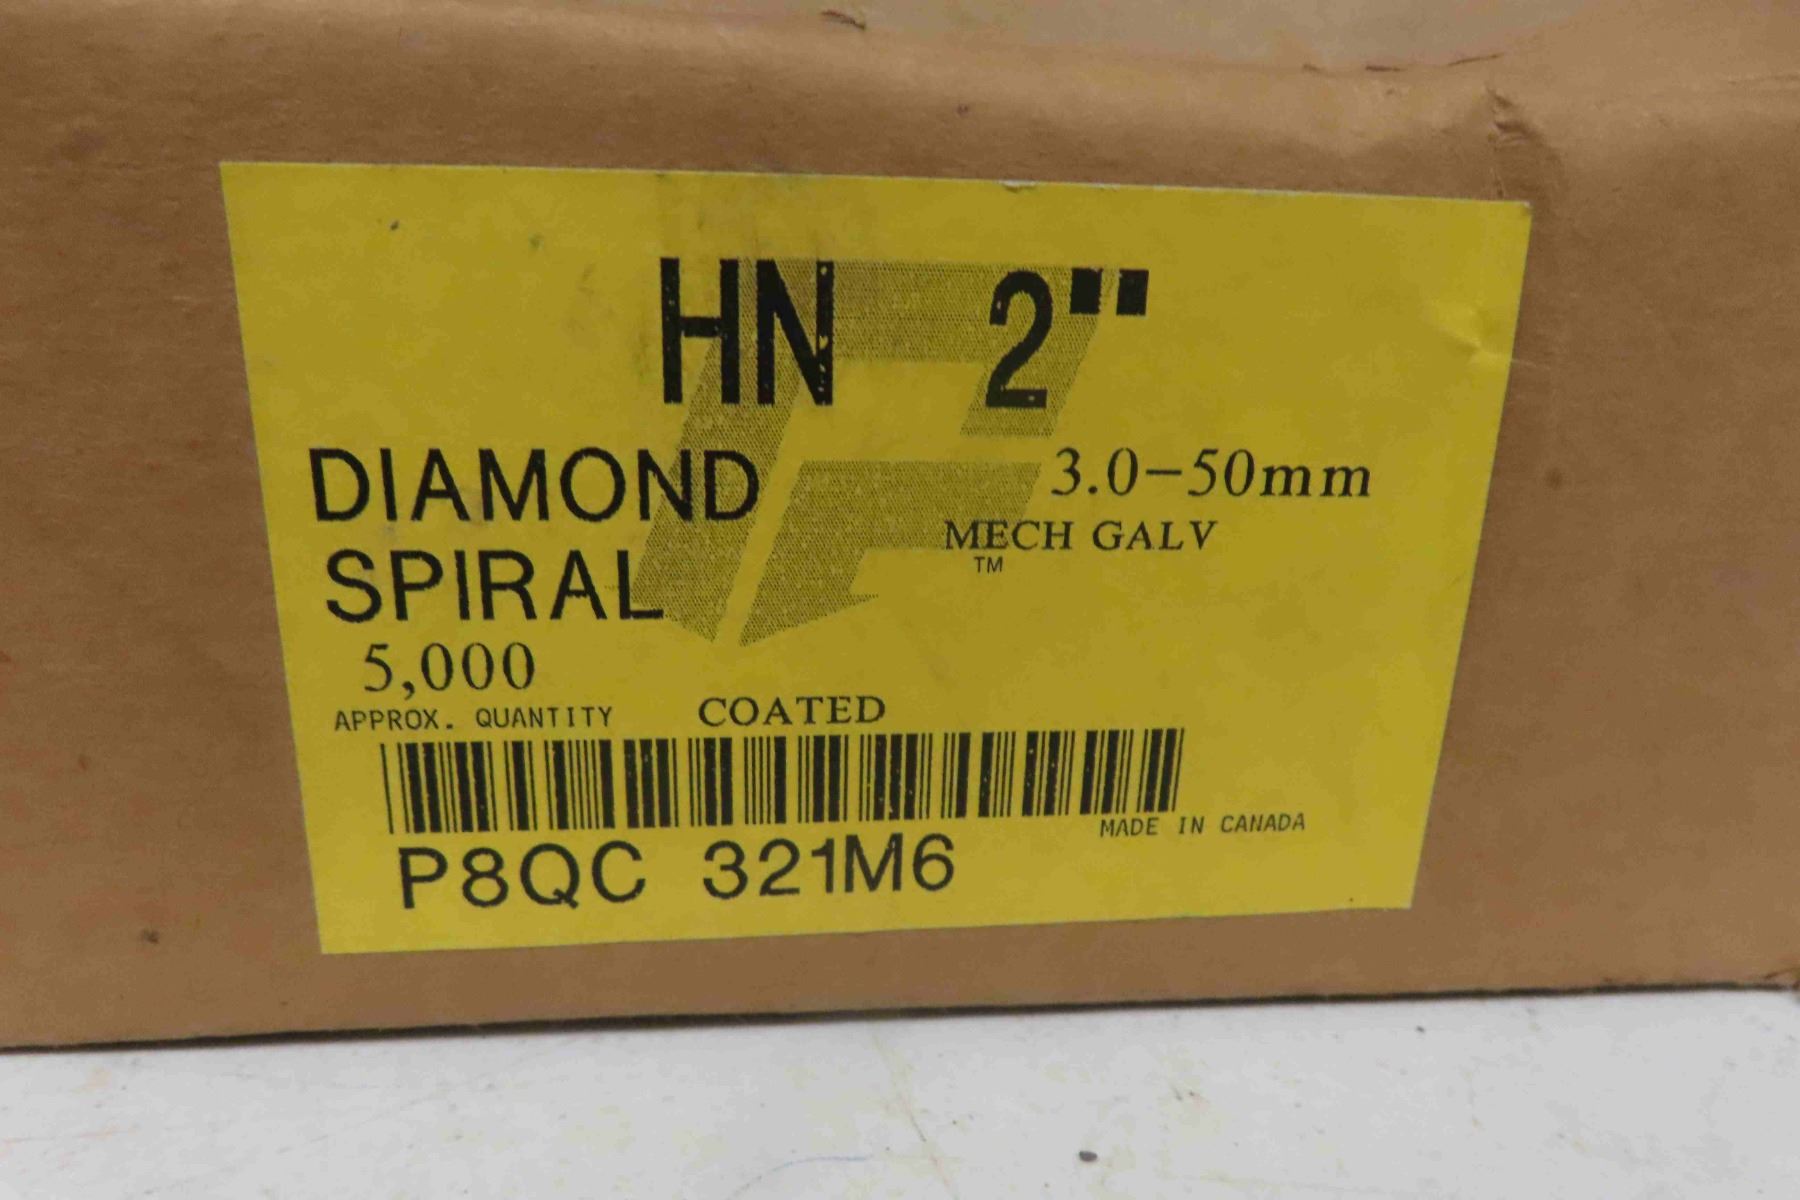 HN 2"
DIAMOND 3.0-50mm
MECH GALV
TM
SPIRAL
5,000
APPROX. QUANTITY COATED
MADE IN CANADA
P8QC 321M6